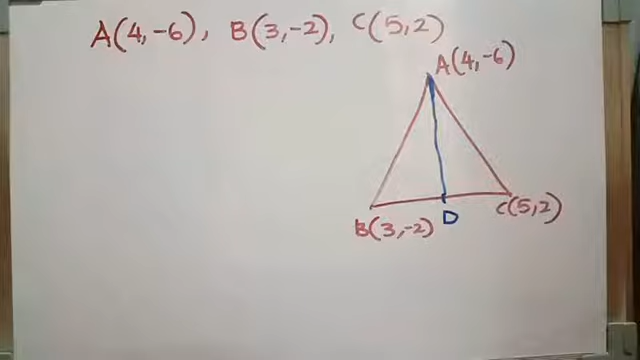 A(4,-6), B(3,-2), C(5,2)
A(4,-6)
B(3,-2) D C(5,2)